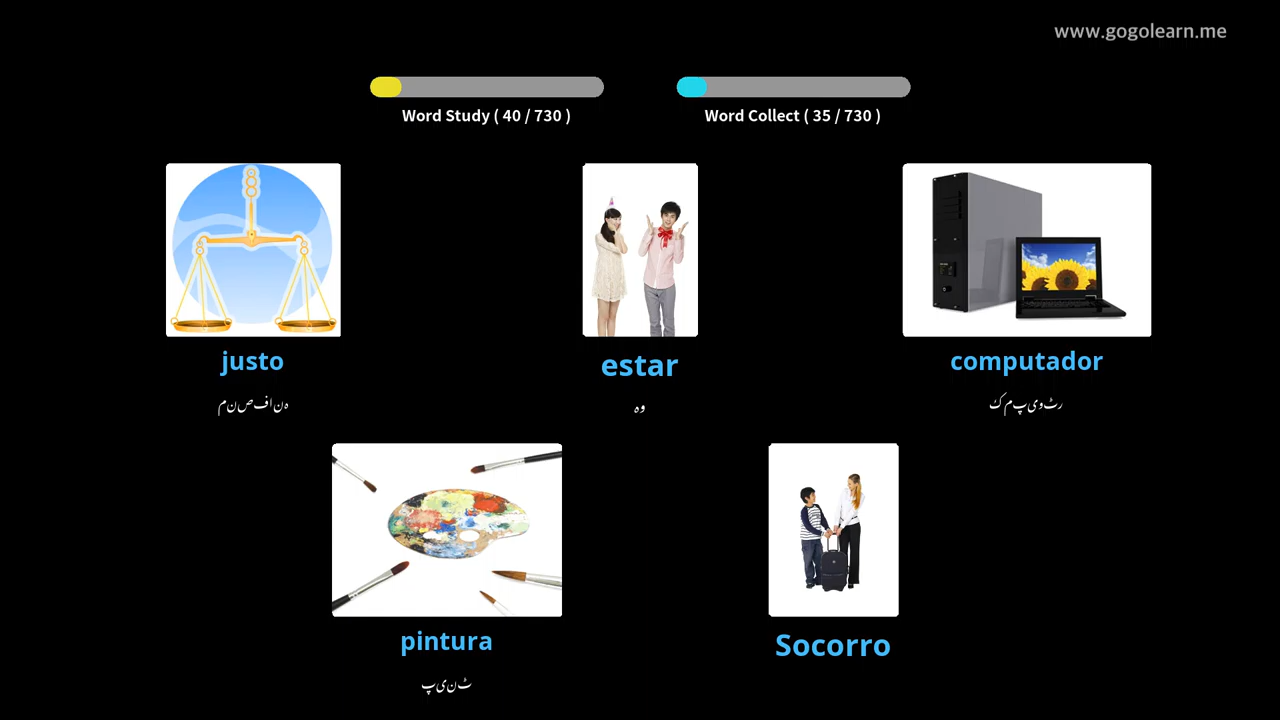 www.gogolearn.me
Word Study ( 40 / 730 )
Word Collect ( 35 / 730 )
justo
ہنافصنم
estar
وہ
computador
رٹویپمک
pintura
ٹنیپ
Socorro